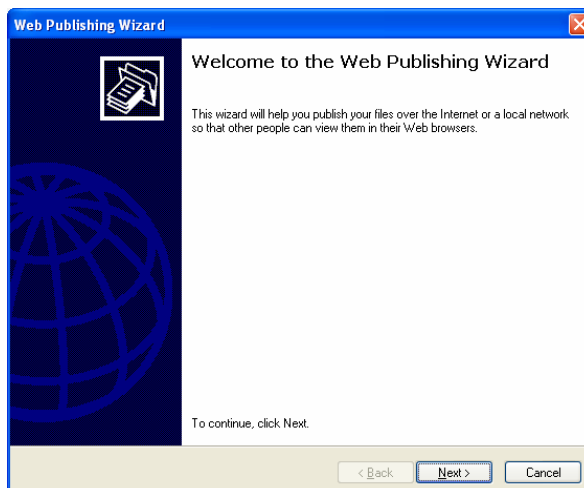 Web Publishing Wizard
Welcome to the Web Publishing Wizard
This wizard will help you publish your files over the Internet or a local network
so that other people can view them in their Web browsers.
To continue, click Next.
< Back
Next >
Cancel